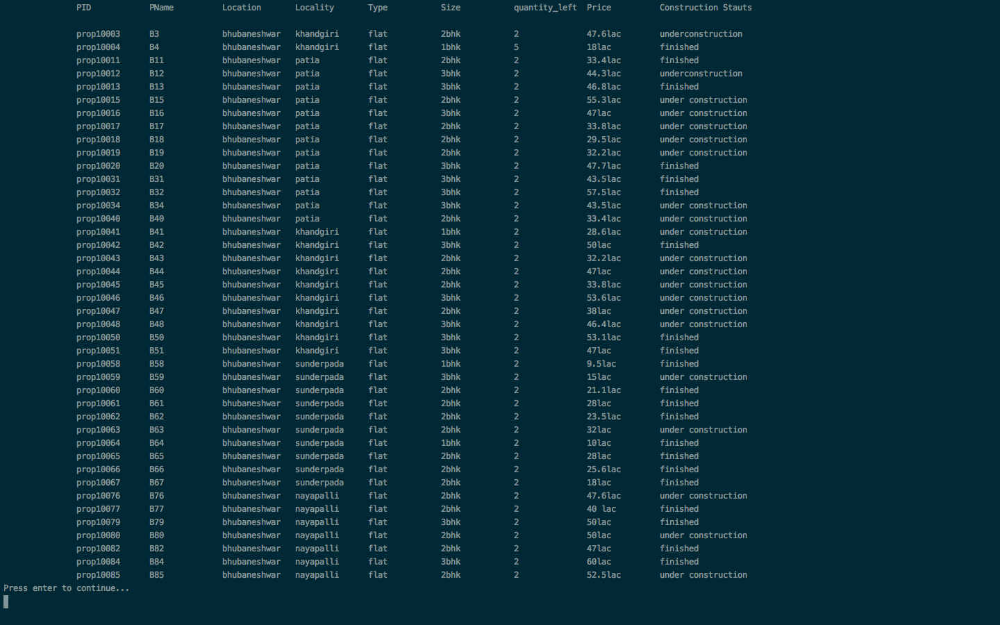 PID PName Location Locality Type Size quantity_left Price Construction Stauts
prop10003 B3 bhubaneshwar khandgiri flat 2bhk 2 47.6lac underconstruction
prop10004 B4 bhubaneshwar khandgiri flat 1bhk 5 18lac finished
prop10011 B11 bhubaneshwar patia flat 2bhk 2 33.4lac finished
prop10012 B12 bhubaneshwar patia flat 3bhk 2 44.3lac underconstruction
prop10013 B13 bhubaneshwar patia flat 3bhk 2 46.8lac finished
prop10015 B15 bhubaneshwar patia flat 2bhk 2 55.3lac under construction
prop10016 B16 bhubaneshwar patia flat 3bhk 2 47lac under construction
prop10017 B17 bhubaneshwar patia flat 2bhk 2 33.8lac under construction
prop10018 B18 bhubaneshwar patia flat 2bhk 2 29.5lac under construction
prop10019 B19 bhubaneshwar patia flat 2bhk 2 32.2lac under construction
prop10020 B20 bhubaneshwar patia flat 3bhk 2 47.7lac finished
prop10031 B31 bhubaneshwar patia flat 3bhk 2 43.5lac finished
prop10032 B32 bhubaneshwar patia flat 3bhk 2 57.5lac finished
prop10034 B34 bhubaneshwar patia flat 3bhk 2 43.5lac under construction
prop10040 B40 bhubaneshwar patia flat 2bhk 2 33.4lac under construction
prop10041 B41 bhubaneshwar khandgiri flat 1bhk 2 28.6lac under construction
prop10042 B42 bhubaneshwar khandgiri flat 3bhk 2 50lac finished
prop10043 B43 bhubaneshwar khandgiri flat 2bhk 2 32.2lac under construction
prop10044 B44 bhubaneshwar khandgiri flat 2bhk 2 47lac under construction
prop10045 B45 bhubaneshwar khandgiri flat 2bhk 2 33.8lac under construction
prop10046 B46 bhubaneshwar khandgiri flat 3bhk 2 53.6lac under construction
prop10047 B47 bhubaneshwar khandgiri flat 2bhk 2 38lac under construction
prop10048 B48 bhubaneshwar khandgiri flat 3bhk 2 46.4lac under construction
prop10050 B50 bhubaneshwar khandgiri flat 3bhk 2 53.1lac finished
prop10051 B51 bhubaneshwar khandgiri flat 3bhk 2 47lac finished
prop10058 B58 bhubaneshwar sunderpada flat 1bhk 2 9.5lac finished
prop10059 B59 bhubaneshwar sunderpada flat 3bhk 2 15lac under construction
prop10060 B60 bhubaneshwar sunderpada flat 2bhk 2 21.1lac finished
prop10061 B61 bhubaneshwar sunderpada flat 2bhk 2 28lac finished
prop10062 B62 bhubaneshwar sunderpada flat 2bhk 2 23.5lac finished
prop10063 B63 bhubaneshwar sunderpada flat 2bhk 2 32lac under construction
prop10064 B64 bhubaneshwar sunderpada flat 1bhk 2 10lac finished
prop10065 B65 bhubaneshwar sunderpada flat 2bhk 2 28lac finished
prop10066 B66 bhubaneshwar sunderpada flat 2bhk 2 25.6lac finished
prop10067 B67 bhubaneshwar sunderpada flat 2bhk 2 18lac finished
prop10076 B76 bhubaneshwar nayapalli flat 2bhk 2 47.6lac under construction
prop10077 B77 bhubaneshwar nayapalli flat 2bhk 2 40 lac finished
prop10079 B79 bhubaneshwar nayapalli flat 3bhk 2 50lac finished
prop10080 B80 bhubaneshwar nayapalli flat 2bhk 2 50lac under construction
prop10082 B82 bhubaneshwar nayapalli flat 2bhk 2 47lac finished
prop10084 B84 bhubaneshwar nayapalli flat 3bhk 2 60lac finished
prop10085 B85 bhubaneshwar nayapalli flat 2bhk 2 52.5lac under construction
Press enter to continue...